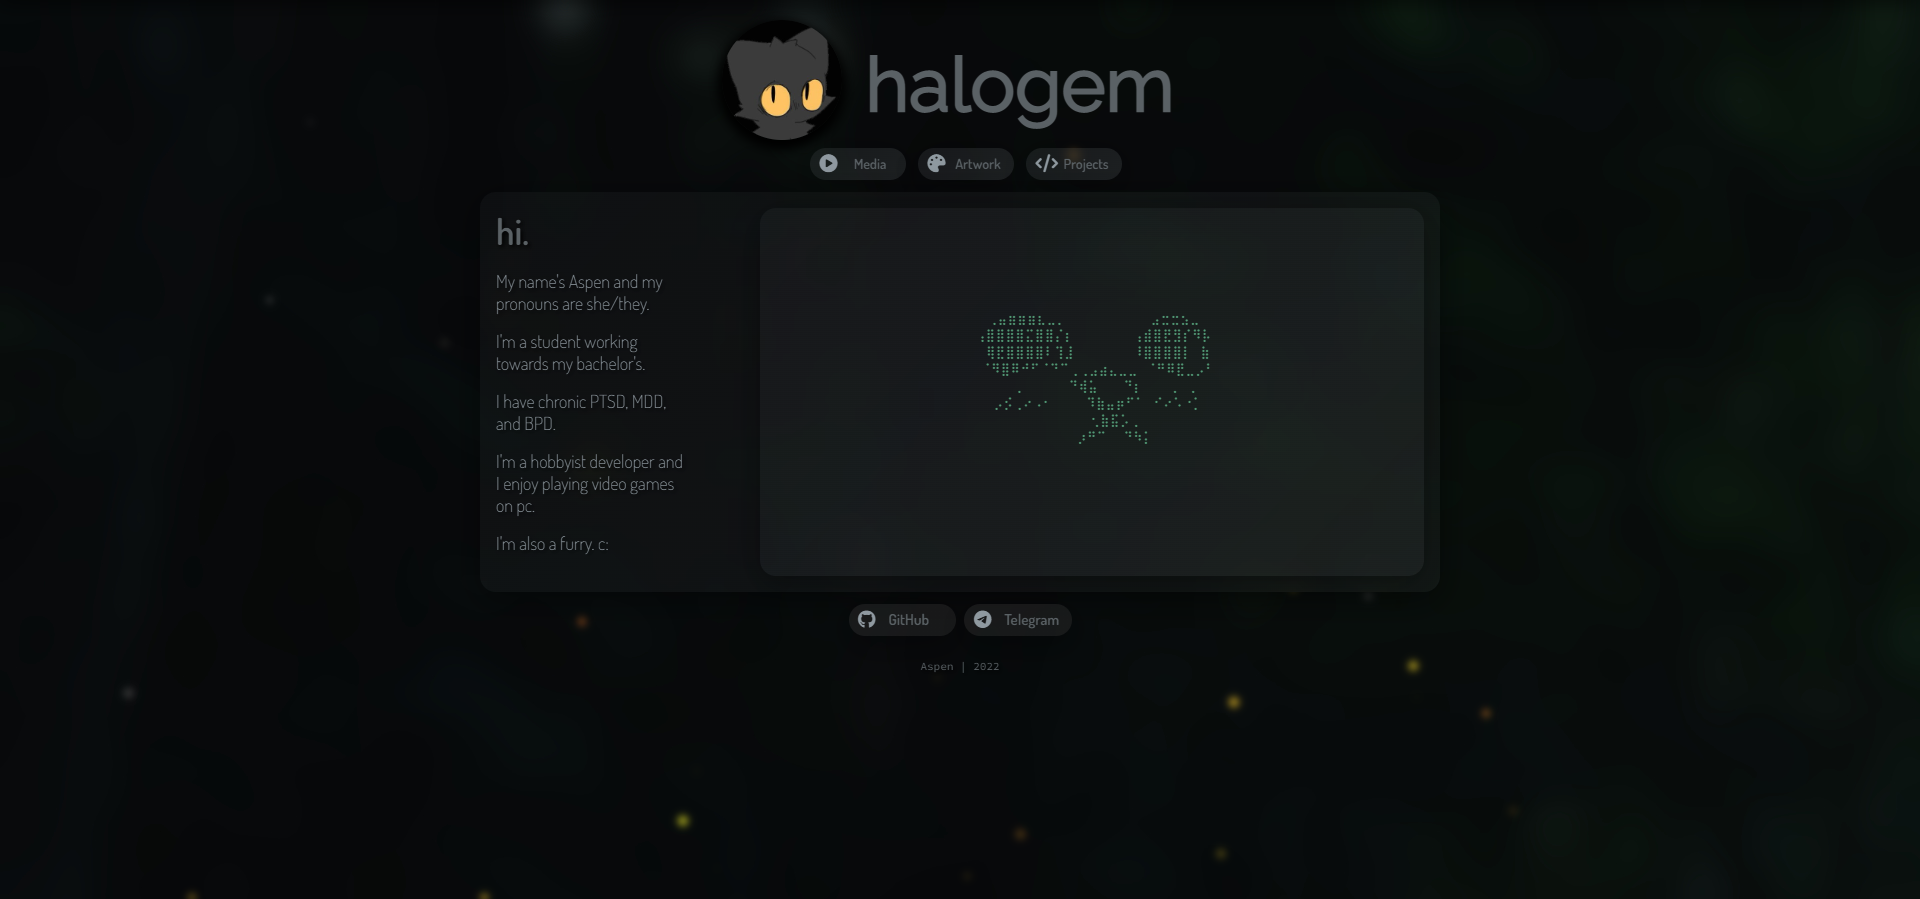 halogem
Media
Artwork
Projects
hi.
My name's Aspen and my
pronouns are she/they.
I'm a student working
towards my bachelor's.
I have chronic PTSD, MDD,
and BPD.
I'm a hobbyist developer and
I enjoy playing video games
on pc.
I'm also a furry. c:
GitHub
Telegram
Aspen | 2022